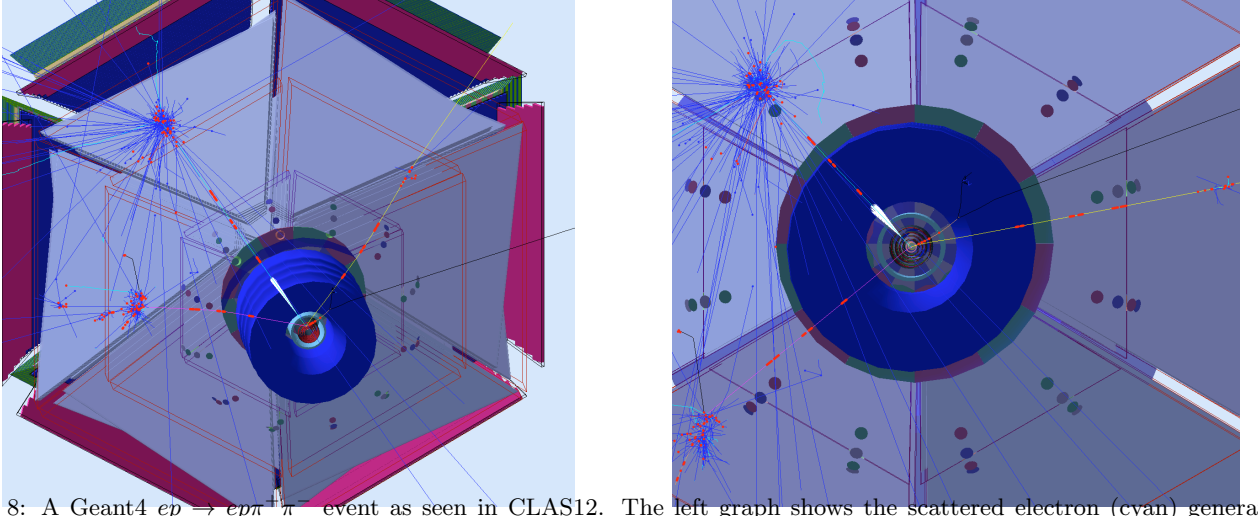 8: A Geant4 ep → epπ⁺π⁻ event as seen in CLAS12. The left graph shows the scattered electron (cyan) genera